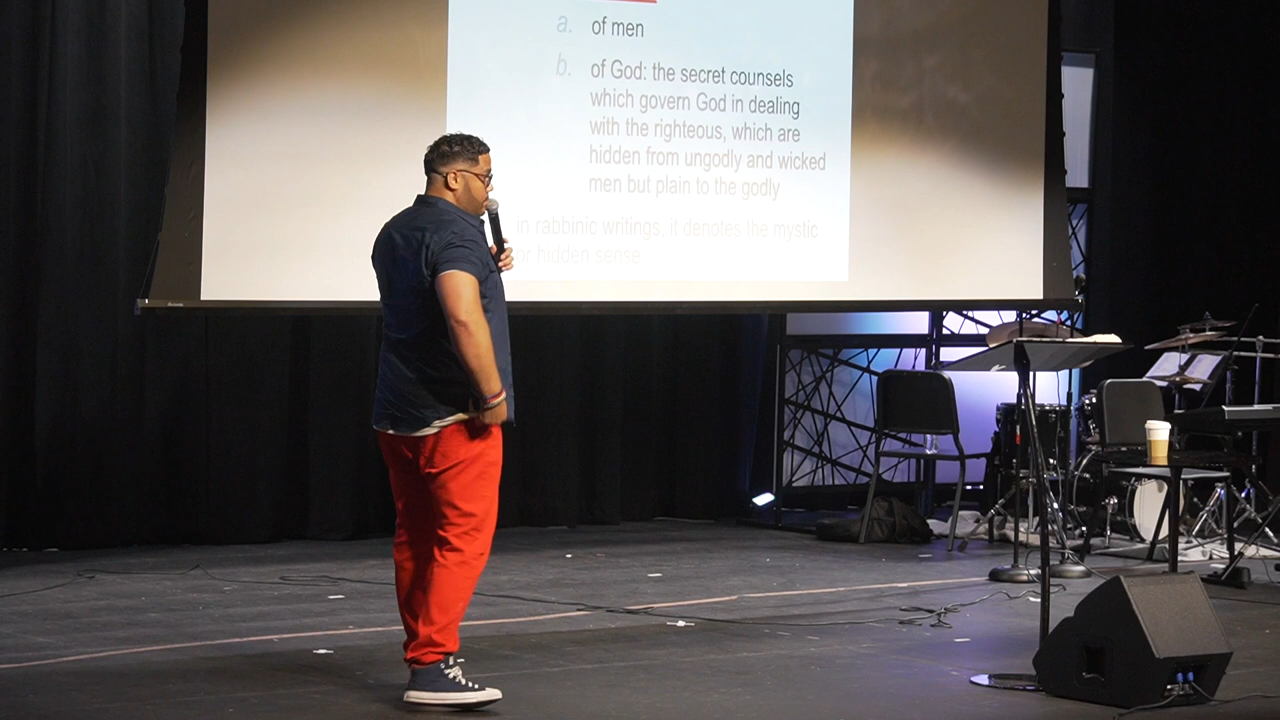 a. of men
b. of God: the secret counsels
which govern God in dealing
with the righteous, which are
hidden from ungodly and wicked
men but plain to the godly
in rabbinic writings, it denotes the mystic
or hidden sense